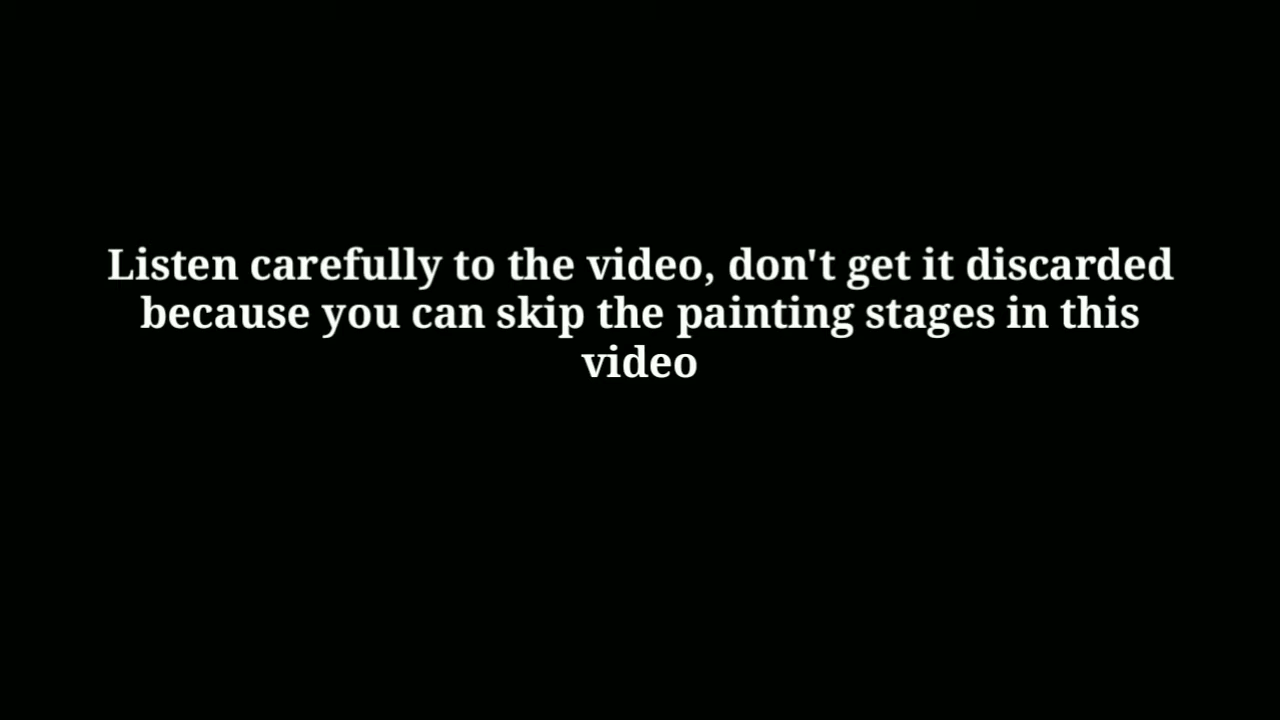 Listen carefully to the video, don't get it discarded
because you can skip the painting stages in this
video